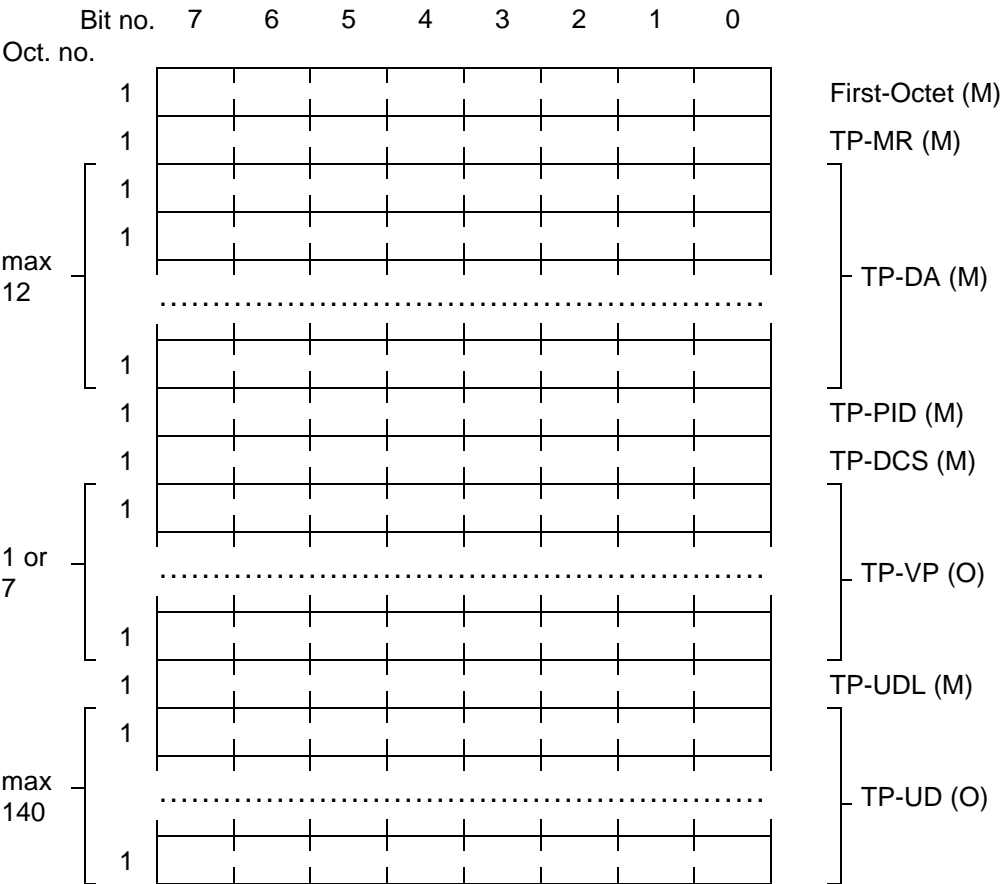 Bit no. 7 6 5 4 3 2 1 0
Oct. no.
1 First-Octet (M)
1 TP-MR (M)
1
1
max
12
TP-DA (M)
........................................................
1
1 TP-PID (M)
1 TP-DCS (M)
1
1 or
7
TP-VP (O)
........................................................
1
1 TP-UDL (M)
1
max
140
TP-UD (O)
........................................................
1